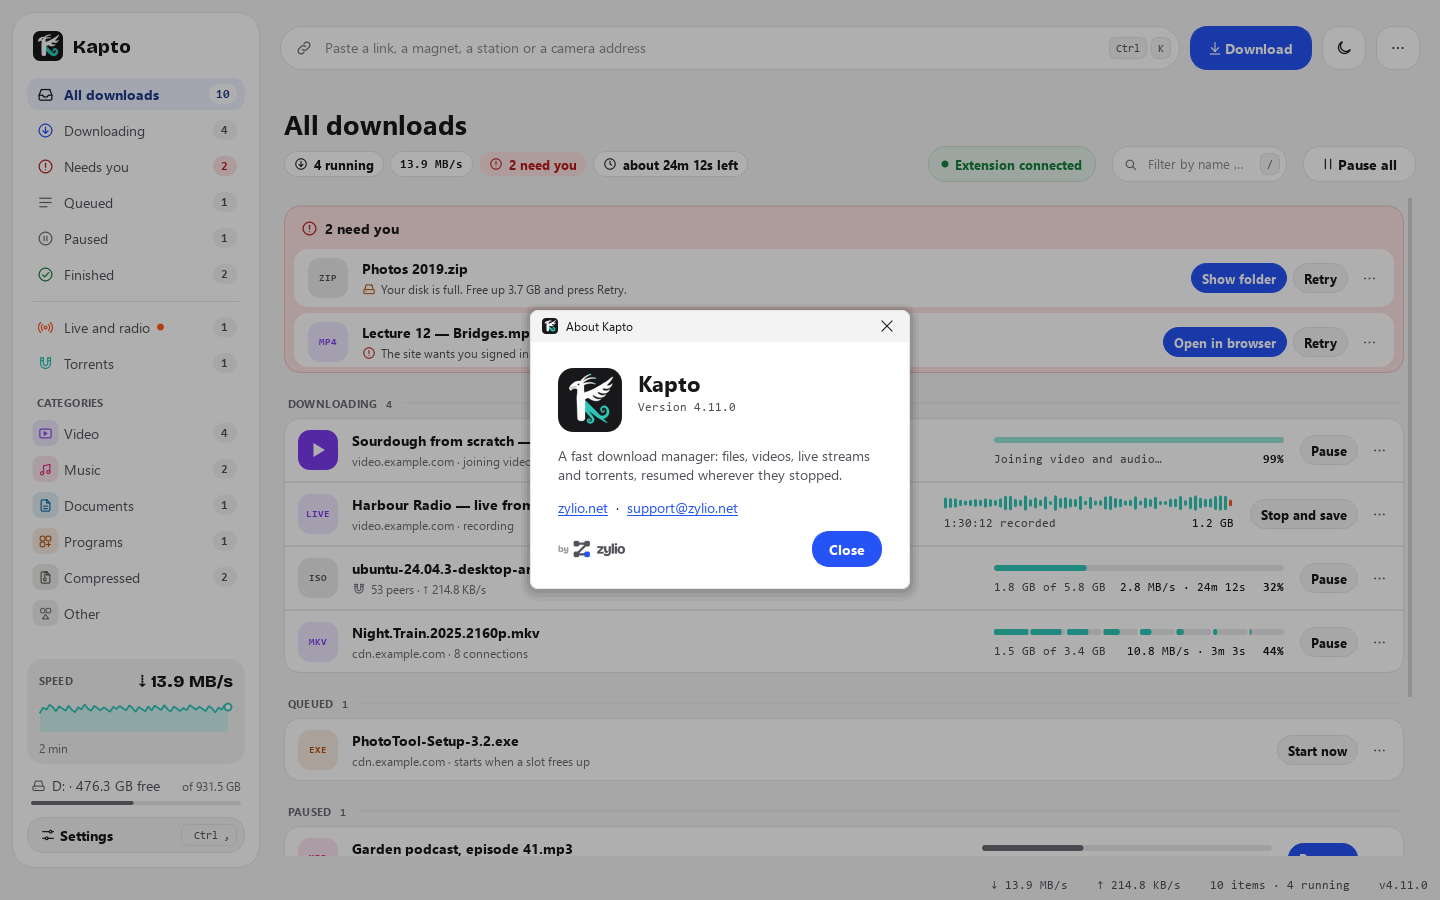 Kapto
All downloads 10
Downloading 4
Needs you 2
Queued 1
Paused 1
Finished 2
Live and radio 1
Torrents 1
CATEGORIES
Video 4
Music 2
Documents 1
Programs 1
Compressed 2
Other
SPEED ↓ 13.9 MB/s
2 min
D: · 476.3 GB free of 931.5 GB
Settings Ctrl ,
Paste a link, a magnet, a station or a camera address Ctrl K
Download
All downloads
4 running 13.9 MB/s 2 need you about 24m 12s left
Extension connected Filter by name ... / Pause all
2 need you
ZIP Photos 2019.zip
Your disk is full. Free up 3.7 GB and press Retry.
Show folder Retry
MP4 Lecture 12 — Bridges.mp
The site wants you signed in.
Open in browser Retry
DOWNLOADING 4
Sourdough from scratch —
video.example.com · joining video
Joining video and audio… 99%
Pause
LIVE Harbour Radio — live from
video.example.com · recording
1:30:12 recorded 1.2 GB
Stop and save
ISO ubuntu-24.04.3-desktop-a
53 peers · ↑ 214.8 KB/s
1.8 GB of 5.8 GB 2.8 MB/s · 24m 12s 32%
Pause
MKV Night.Train.2025.2160p.mkv
cdn.example.com · 8 connections
1.5 GB of 3.4 GB 10.8 MB/s · 3m 3s 44%
Pause
QUEUED 1
EXE PhotoTool-Setup-3.2.exe
cdn.example.com · starts when a slot frees up
Start now
PAUSED 1
Garden podcast, episode 41.mp3
About Kapto
Kapto
Version 4.11.0
A fast download manager: files, videos, live streams
and torrents, resumed wherever they stopped.
zylio.net · support@zylio.net
by zylio
Close
↓ 13.9 MB/s ↑ 214.8 KB/s 10 items · 4 running v4.11.0